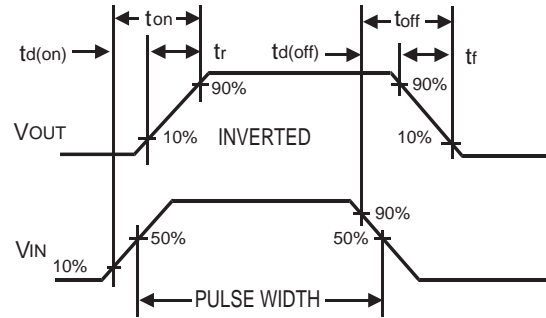 ton
toff
td(on)
tr
td(off)
tf
90%
90%
VOUT
10%
INVERTED
10%
90%
50%
50%
VIN
10%
PULSE WIDTH